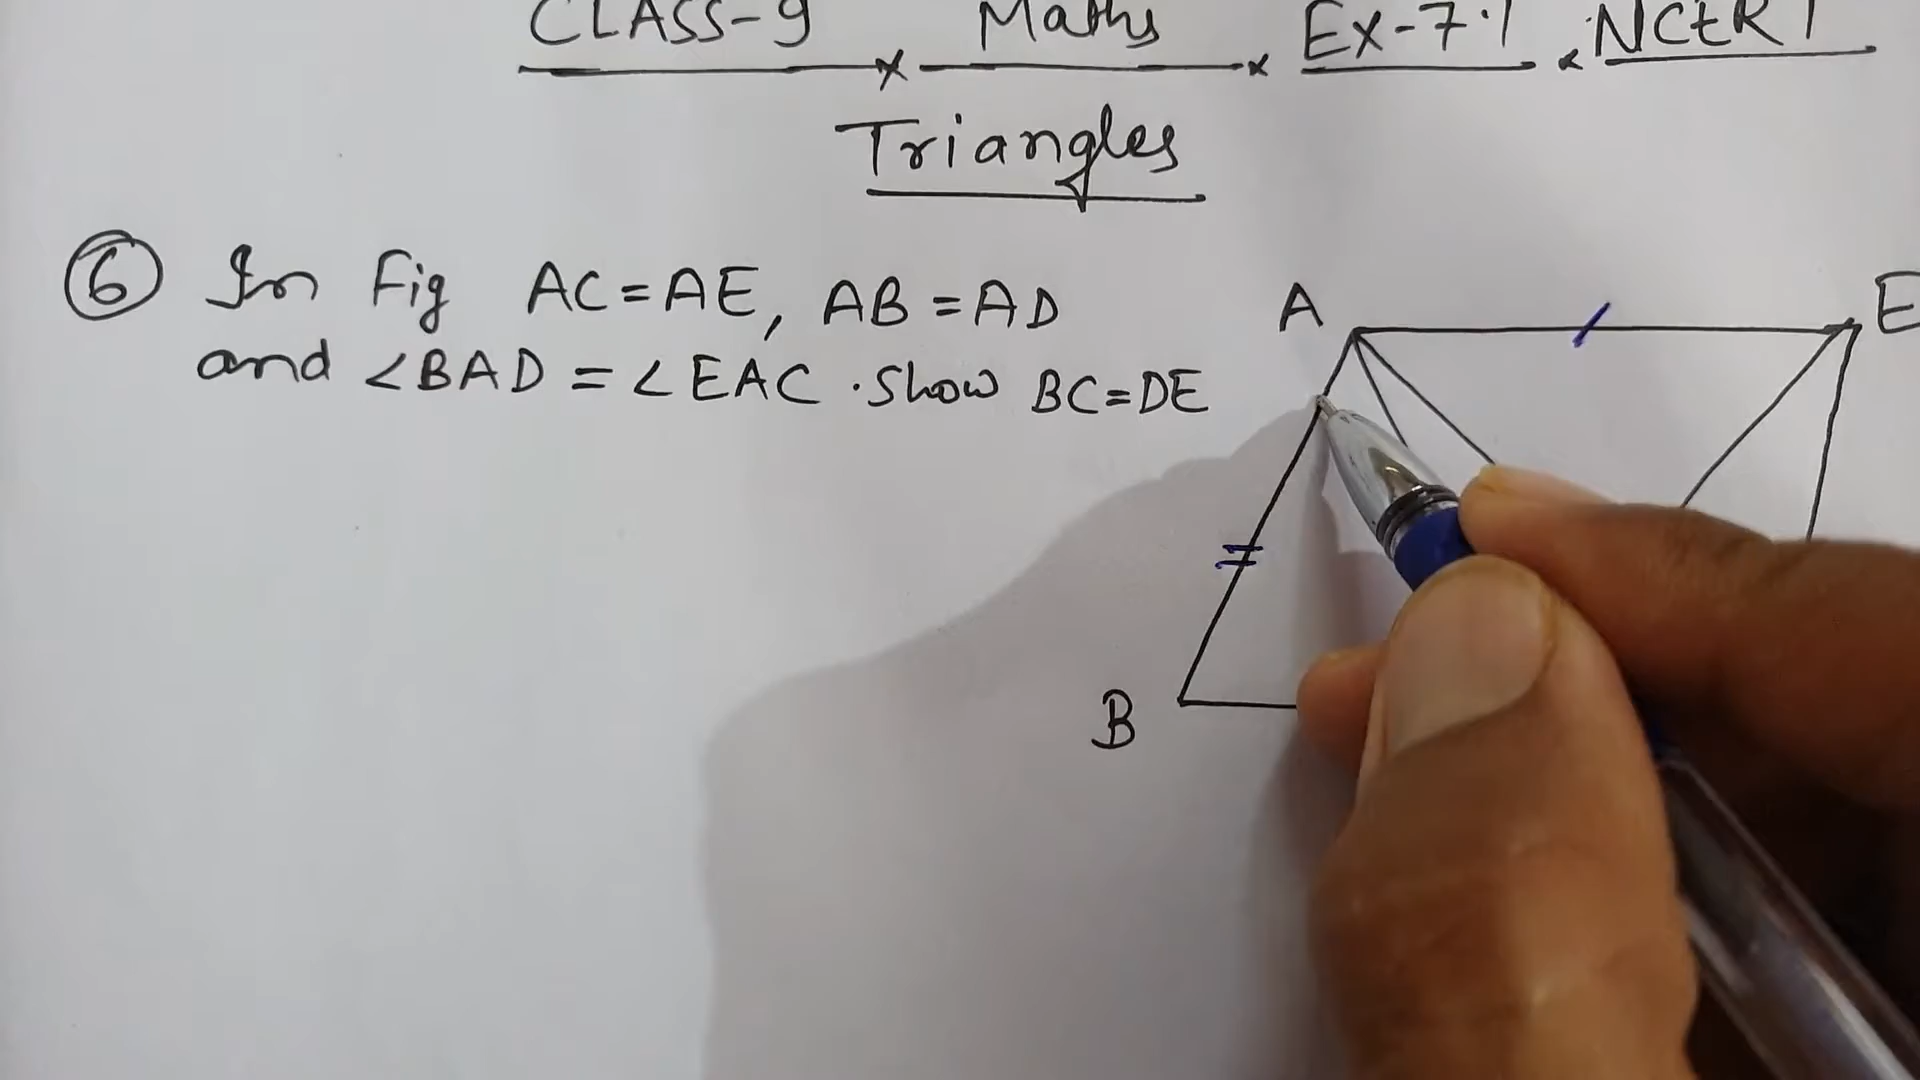 CLASS-9 Maths Ex-7.1 NCERT
Triangles
6 In Fig AC=AE, AB=AD
and ∠BAD=∠EAC. Show BC=DE
A
E
B